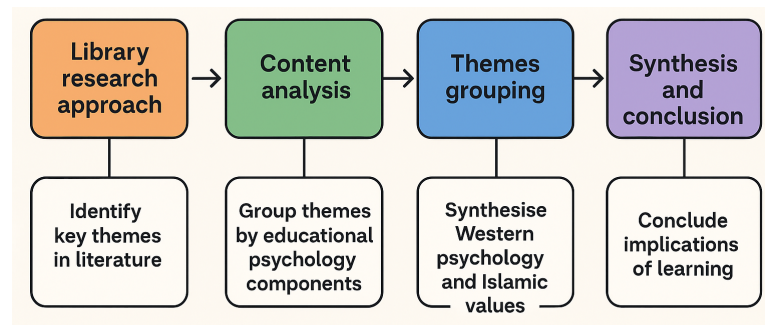 Library
research
approach
Content
analysis
Themes
grouping
Synthesis
and
conclusion
Identify
key themes
in literature
Group themes
by educational
psychology
components
Synthesise
Western
psychology
and Islamic
values
Conclude
implications
of learning